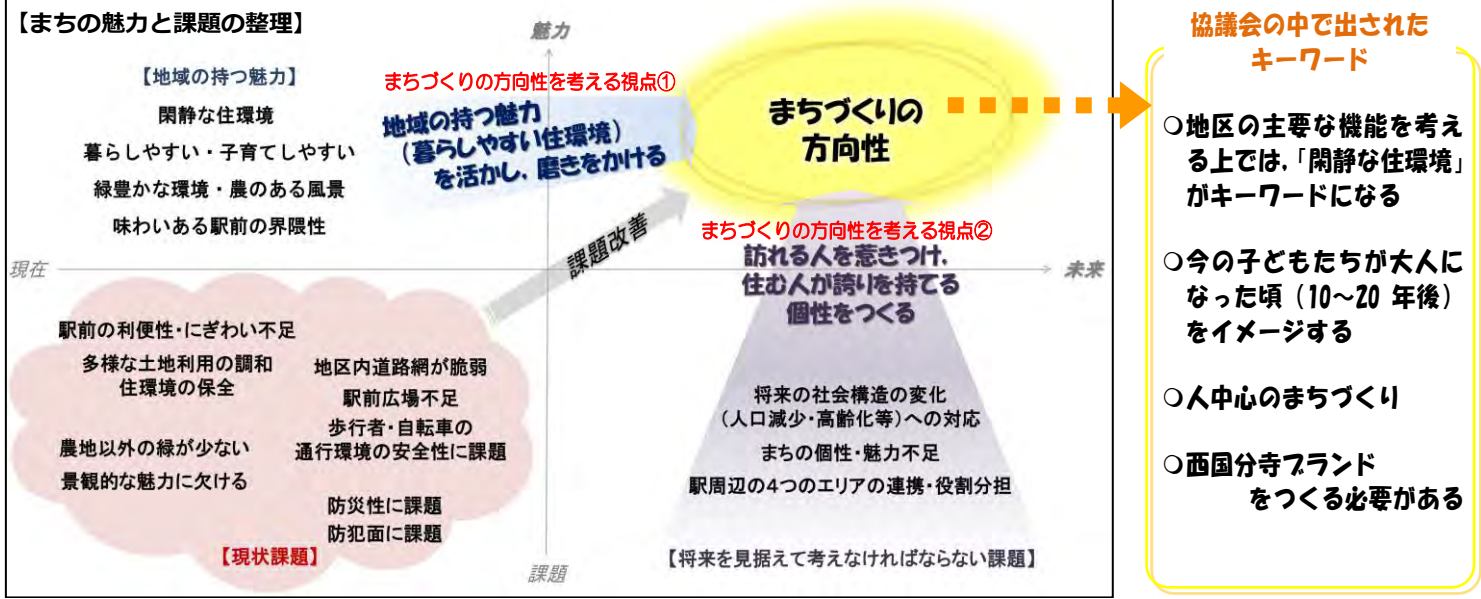 【まちの魅力と課題の整理】
魅力
【地域の持つ魅力】
閑静な住環境
暮らしやすい・子育てしやすい
緑豊かな環境・農のある風景
味わいある駅前の界隈性
まちづくりの方向性を考える視点①
地域の持つ魅力
（暮らしやすい住環境）
を活かし，磨きをかける
まちづくりの
方向性
課題改善
まちづくりの方向性を考える視点②
訪れる人を惹きつけ，
住む人が誇りを持てる
個性をつくる
現在
未来
駅前の利便性・にぎわい不足
多様な土地利用の調和
住環境の保全
農地以外の緑が少ない
景観的な魅力に欠ける
地区内道路網が脆弱
駅前広場不足
歩行者・自転車の
通行環境の安全性に課題
防災性に課題
防犯面に課題
【現状課題】
将来の社会構造の変化
（人口減少・高齢化等）への対応
まちの個性・魅力不足
駅周辺の4つのエリアの連携・役割分担
【将来を見据えて考えなければならない課題】
課題
協議会の中で出された
キーワード
○地区の主要な機能を考え
る上では，「閑静な住環境」
がキーワードになる
○今の子どもたちが大人に
なった頃（10～20 年後）
をイメージする
○人中心のまちづくり
○西国分寺ブランド
をつくる必要がある